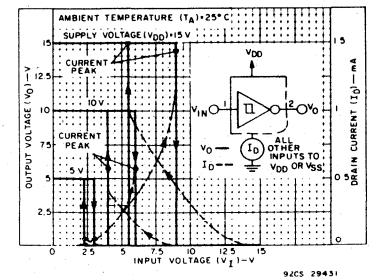 AMBIENT TEMPERATURE (TA)=25°C
SUPPLY VOLTAGE (VDD)=15 V
CURRENT PEAK
10 V
CURRENT PEAK
5 V
VDD
VIN 1 2 VO
ID
ALL OTHER INPUTS TO VDD OR VSS
VO —
ID --
OUTPUT VOLTAGE (VO)—V
15
12.5
10
7.5
5
2.5
0 2.5 5 7.5 10 12.5 15
INPUT VOLTAGE (VI)—V
DRAIN CURRENT (ID)—mA
1.5
1
0.5
0
92CS 29431